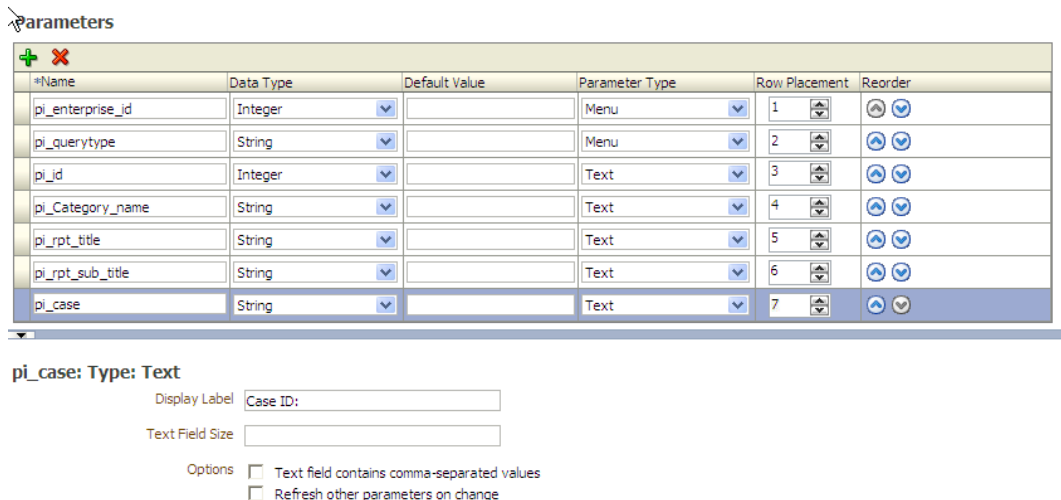 Parameters
*Name Data Type Default Value Parameter Type Row Placement Reorder
pi_enterprise_id Integer Menu 1
pi_querytype String Menu 2
pi_id Integer Text 3
pi_Category_name String Text 4
pi_rpt_title String Text 5
pi_rpt_sub_title String Text 6
pi_case String Text 7
pi_case: Type: Text
Display Label Case ID:
Text Field Size
Options Text field contains comma-separated values
Refresh other parameters on change